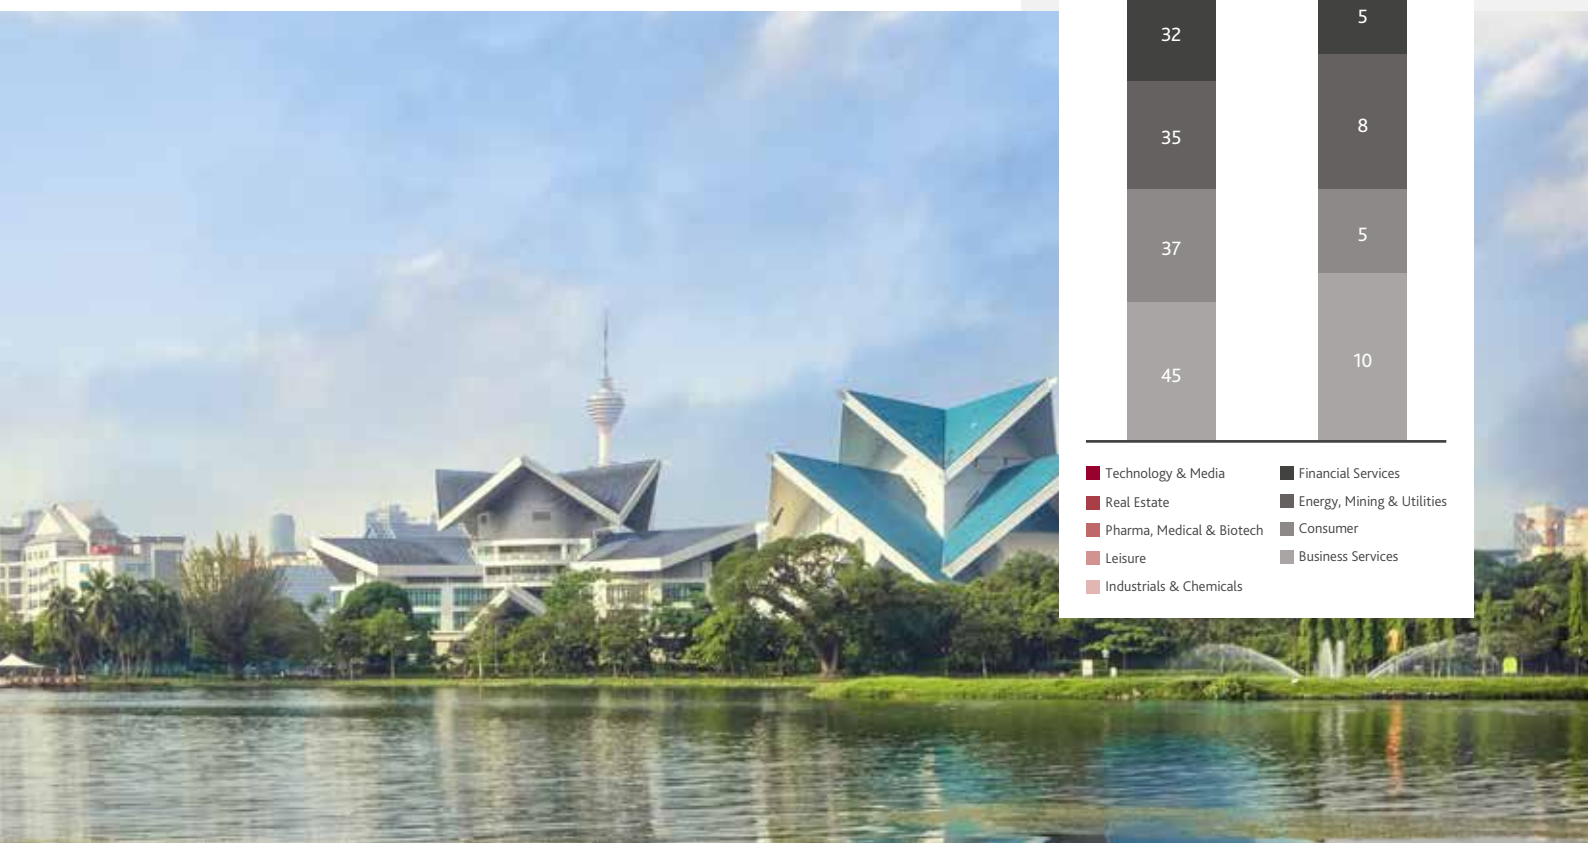 32
5
35
8
37
5
45
10
Technology & Media
Real Estate
Pharma, Medical & Biotech
Leisure
Industrials & Chemicals
Financial Services
Energy, Mining & Utilities
Consumer
Business Services